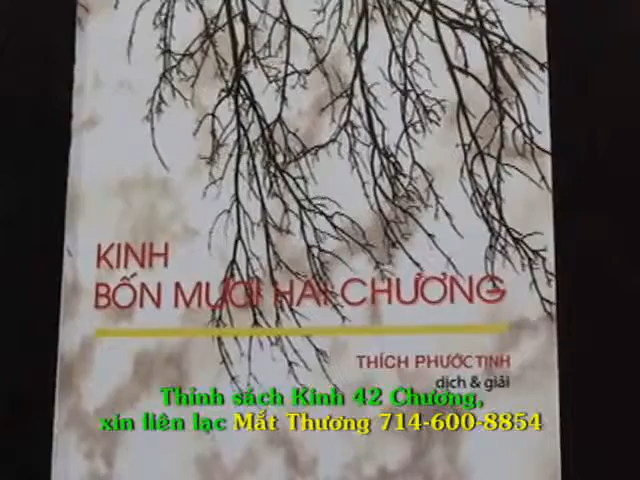 KINH
BỐN MƯƠI HAI CHƯƠNG
THÍCH PHƯỚC TỊNH
dịch & giải
Thỉnh sách Kinh 42 Chương,
xin liên lạc Mắt Thương 714-600-8854